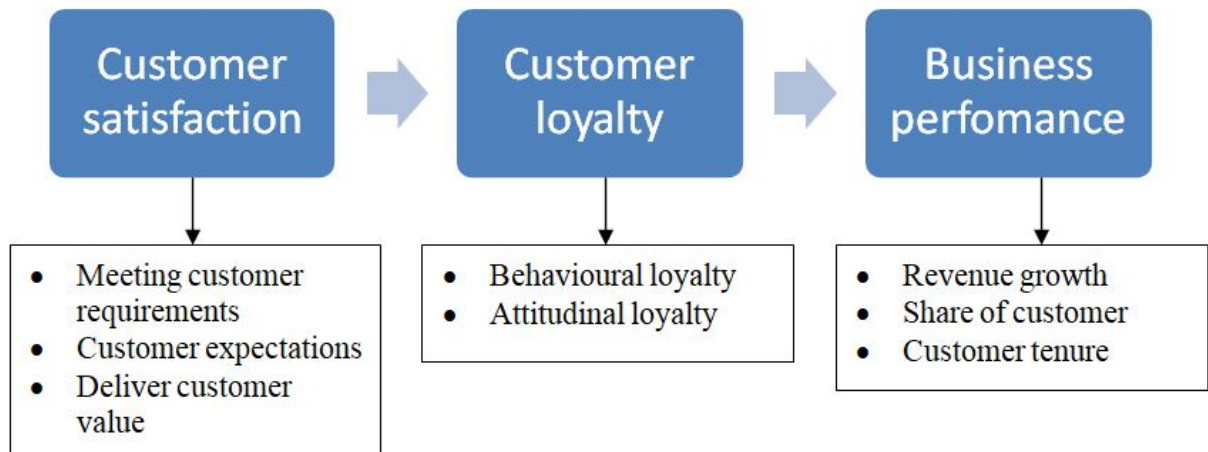 Customer
satisfaction
Customer
loyalty
Business
perfomance
• Meeting customer
requirements
• Customer expectations
• Deliver customer
value
• Behavioural loyalty
• Attitudinal loyalty
• Revenue growth
• Share of customer
• Customer tenure